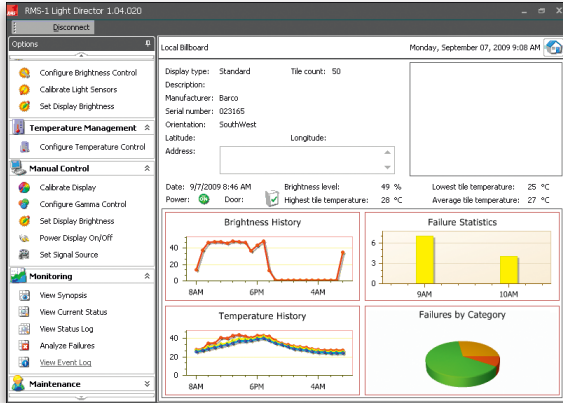 RMS-1 Light Director 1.04.020
Disconnect
Options
Local Billboard
Monday, September 07, 2009 9:08 AM
Configure Brightness Control
Calibrate Light Sensors
Set Display Brightness
Temperature Management
Configure Temperature Control
Manual Control
Calibrate Display
Configure Gamma Control
Set Display Brightness
Power Display On/Off
Set Signal Source
Monitoring
View Synopsis
View Current Status
View Status Log
Analyze Failures
View Event Log
Maintenance
Display type: Standard Tile count: 50
Description:
Manufacturer: Barco
Serial number: 023165
Orientation: SouthWest
Latitude: Longitude:
Address:
Date: 9/7/2009 8:46 AM Brightness level: 49 % Lowest tile temperature: 25 °C
Power: ON Door: Highest tile temperature: 28 °C Average tile temperature: 27 °C
Brightness History
40
20
0
8AM 6PM 4AM
Failure Statistics
6
3
0
9AM 10AM
Temperature History
40
20
0
8AM 6PM 4AM
Failures by Category